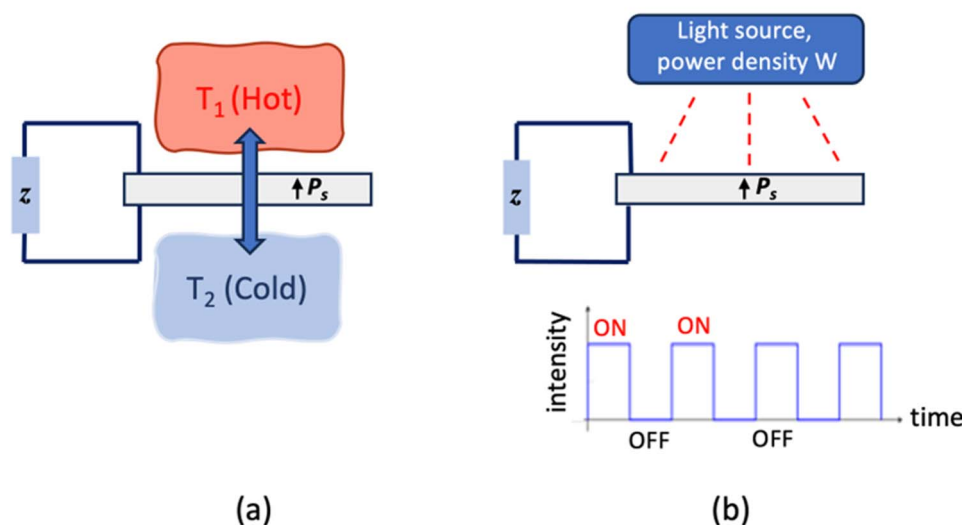 T₁ (Hot)
z
Pₛ
T₂ (Cold)
(a)
Light source,
power density W
z
Pₛ
intensity
ON ON
OFF OFF
time
(b)